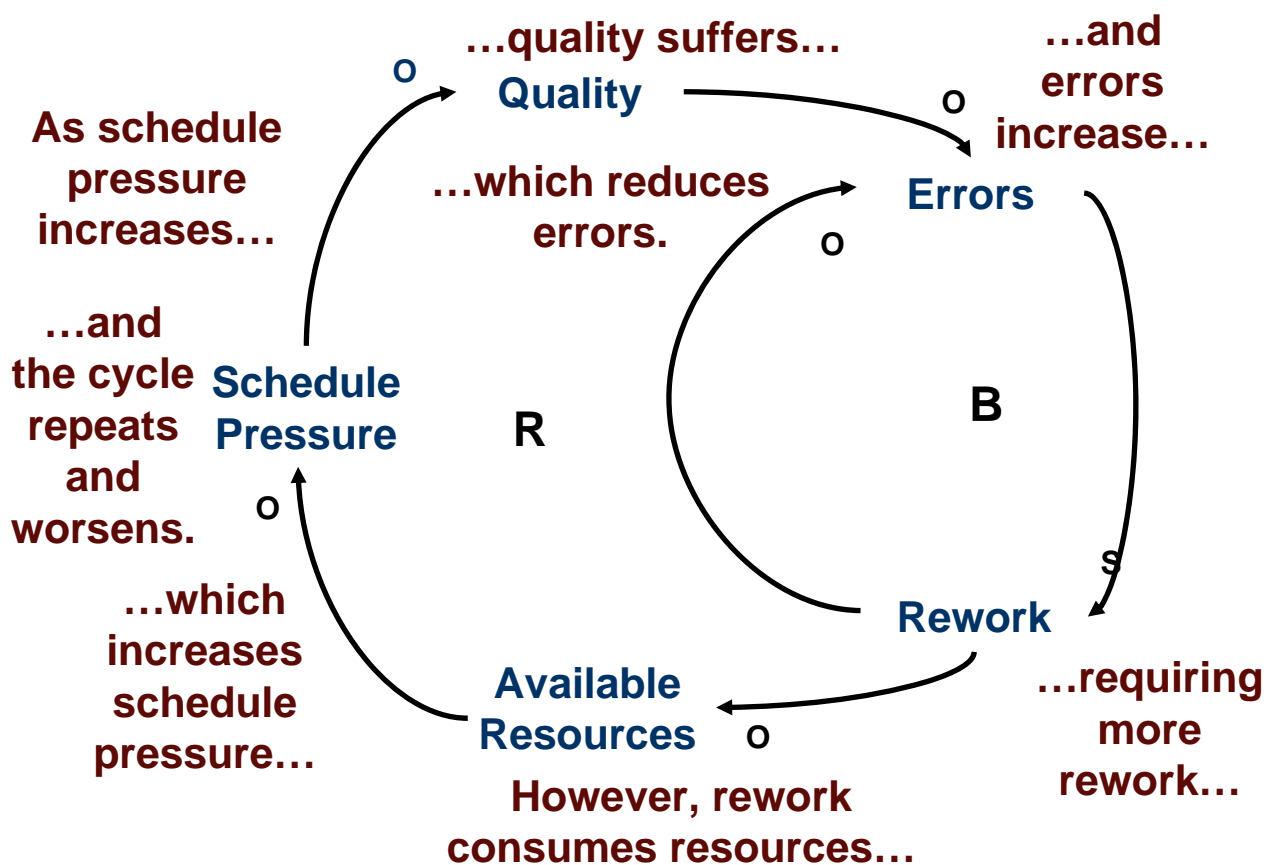 …quality suffers…
O
Quality
…and
errors
increase…
O
As schedule
pressure
increases…
…which reduces
errors.
Errors
O
…and
the cycle
repeats
and
worsens.
Schedule
Pressure
R
B
O
S
…which
increases
schedule
pressure…
Rework
Available
Resources
O
…requiring
more
rework…
However, rework
consumes resources…